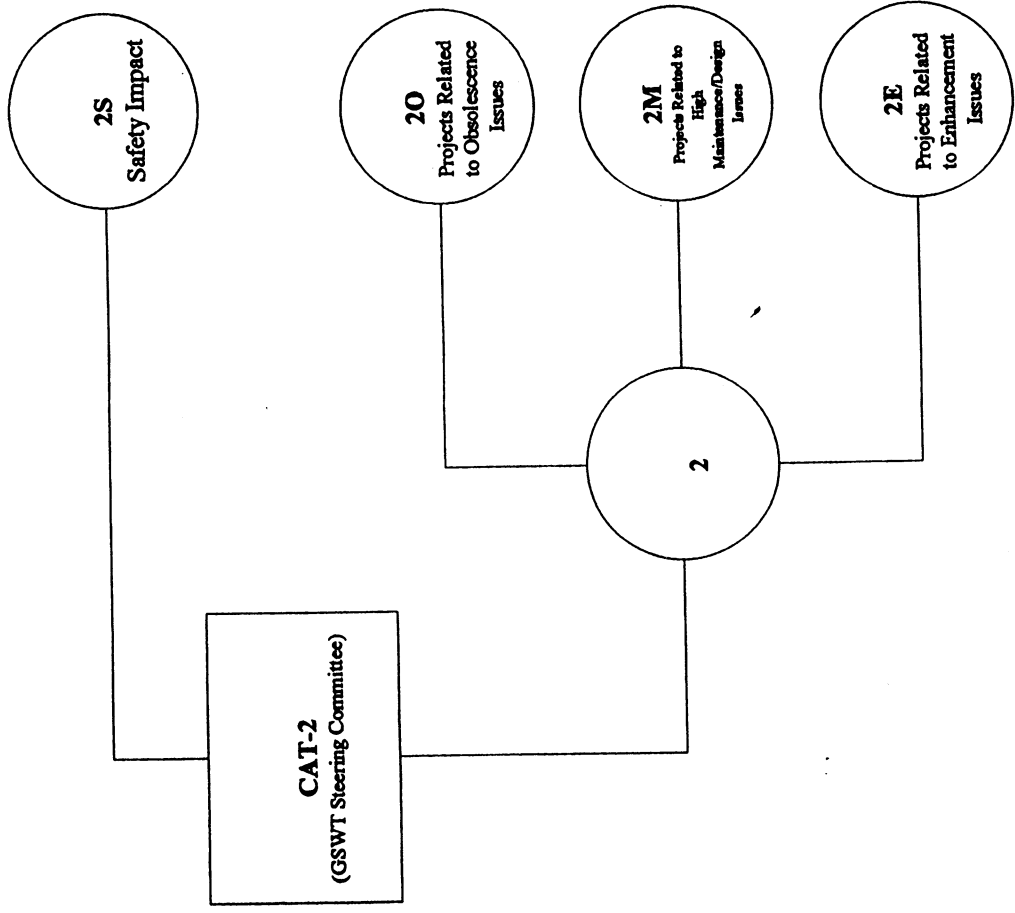 2S
Safety Impact
2O
Projects Related
to Obsolescence
Issues
CAT-2
(GSWT Steering Committee)
2
2M
Projects Related to
High
Maintenance/Design
Issues
2E
Projects Related
to Enhancement
Issues